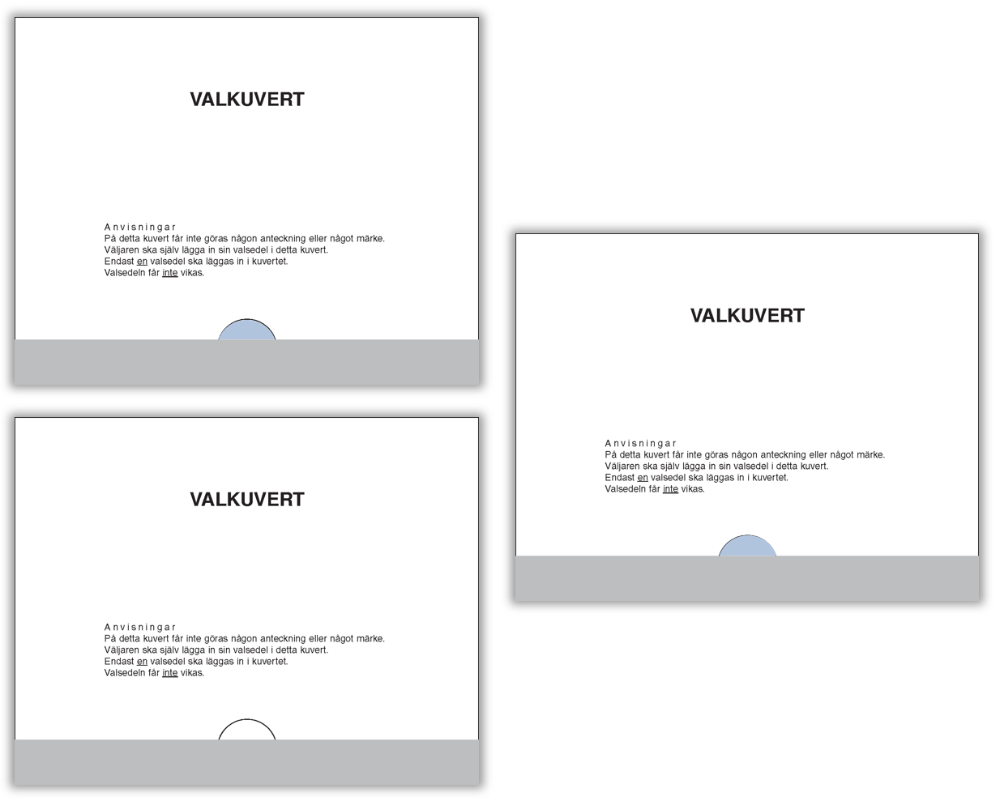 VALKUVERT
Anvisningar
På detta kuvert får inte göras någon anteckning eller något märke.
Väljaren ska själv lägga in sin valsedel i detta kuvert.
Endast en valsedel ska läggas in i kuvertet.
Valsedeln får inte vikas.
VALKUVERT
Anvisningar
På detta kuvert får inte göras någon anteckning eller något märke.
Väljaren ska själv lägga in sin valsedel i detta kuvert.
Endast en valsedel ska läggas in i kuvertet.
Valsedeln får inte vikas.
VALKUVERT
Anvisningar
På detta kuvert får inte göras någon anteckning eller något märke.
Väljaren ska själv lägga in sin valsedel i detta kuvert.
Endast en valsedel ska läggas in i kuvertet.
Valsedeln får inte vikas.